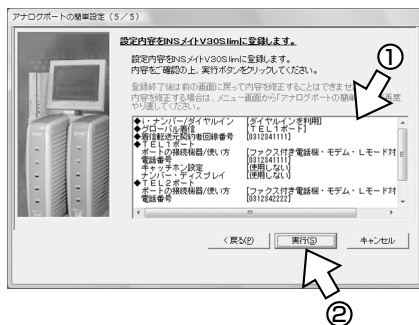 アナログポートの簡単設定 (5/5)
設定内容をINSメイトV30Slimに登録します。
設定内容をINSメイトV30Slimに登録します。
内容をご確認の上、実行ボタンをクリックしてください。
登録終了後は前の画面に戻って内容を修正することはできませ
内容を修正する場合は、メニュー画面から「アナログポートの簡単 再度
やり直してください。
①
◆i・ナンバー/ダイヤルイン [ダイヤルインを利用]
◆グローバル着信 [TEL1ポート]
◆着信転送元契約者回線番号 [0312341111]
◆TEL1ポート
ポートの接続機器/使い方 [ファクス付き電話機・モデム・Lモード対
電話番号 [0312341111]
キャッチホン設定 [使用しない]
ナンバー・ディスプレイ [使用しない]
◆TEL2ポート
ポートの接続機器/使い方 [ファクス付き電話機・モデム・Lモード対
電話番号 [0312342222]
< 戻る(P) 実行(S) キャンセル
②